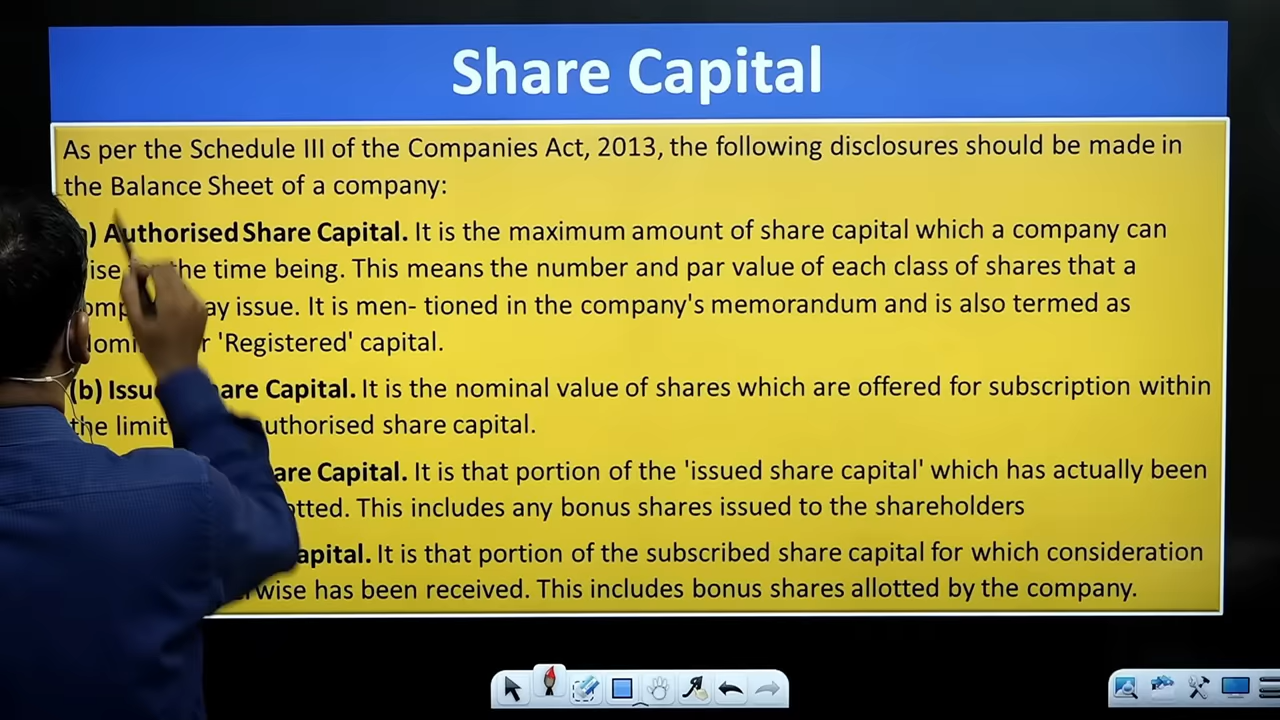 Share Capital
As per the Schedule III of the Companies Act, 2013, the following disclosures should be made in
the Balance Sheet of a company:
a) Authorised Share Capital. It is the maximum amount of share capital which a company can
the time being. This means the number and par value of each class of shares that a
issue. It is men- tioned in the company's memorandum and is also termed as
'Registered' capital.
(b) Issu Share Capital. It is the nominal value of shares which are offered for subscription within
the limit authorised share capital.
Capital. It is that portion of the 'issued share capital' which has actually been
This includes any bonus shares issued to the shareholders
Capital. It is that portion of the subscribed share capital for which consideration
has been received. This includes bonus shares allotted by the company.